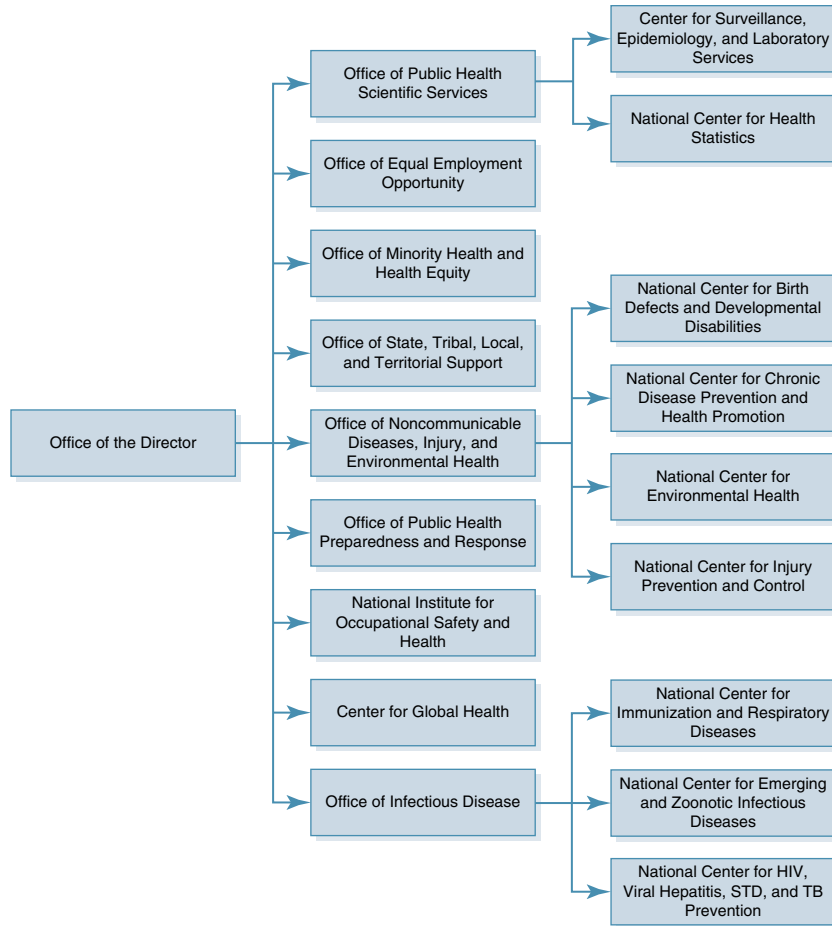 Office of the Director
Office of Public Health
Scientific Services
Office of Equal Employment
Opportunity
Office of Minority Health and
Health Equity
Office of State, Tribal, Local,
and Territorial Support
Office of Noncommunicable
Diseases, Injury, and
Environmental Health
Office of Public Health
Preparedness and Response
National Institute for
Occupational Safety and
Health
Center for Global Health
Office of Infectious Disease
Center for Surveillance,
Epidemiology, and Laboratory
Services
National Center for Health
Statistics
National Center for Birth
Defects and Developmental
Disabilities
National Center for Chronic
Disease Prevention and
Health Promotion
National Center for
Environmental Health
National Center for Injury
Prevention and Control
National Center for
Immunization and Respiratory
Diseases
National Center for Emerging
and Zoonotic Infectious
Diseases
National Center for HIV,
Viral Hepatitis, STD, and TB
Prevention